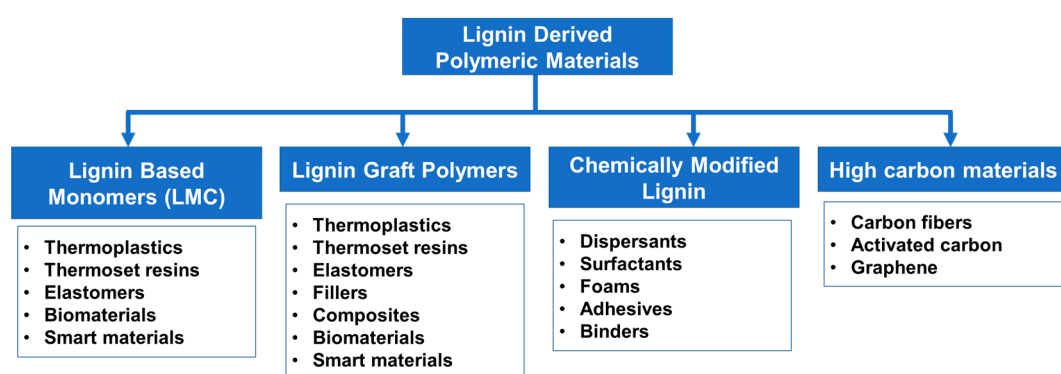 Lignin Derived
Polymeric Materials
Lignin Based
Monomers (LMC)
• Thermoplastics
• Thermoset resins
• Elastomers
• Biomaterials
• Smart materials
Lignin Graft Polymers
• Thermoplastics
• Thermoset resins
• Elastomers
• Fillers
• Composites
• Biomaterials
• Smart materials
Chemically Modified
Lignin
• Dispersants
• Surfactants
• Foams
• Adhesives
• Binders
High carbon materials
• Carbon fibers
• Activated carbon
• Graphene